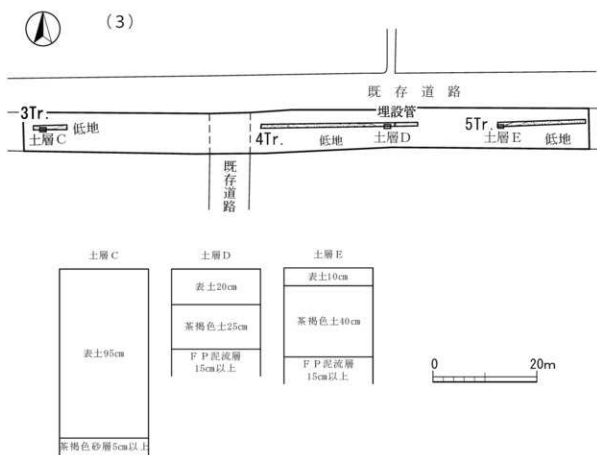 (3)
既存道路
3Tr.
低地
土層C
埋設管
4Tr.
低地
土層D
5Tr.
土層E
低地
既存道路
土層C
土層D
土層E
表土95cm
茶褐色砂層5cm以上
表土20cm
茶褐色土25cm
FP泥流層
15cm以上
表土10cm
茶褐色土40cm
FP泥流層
15cm以上
0
20m